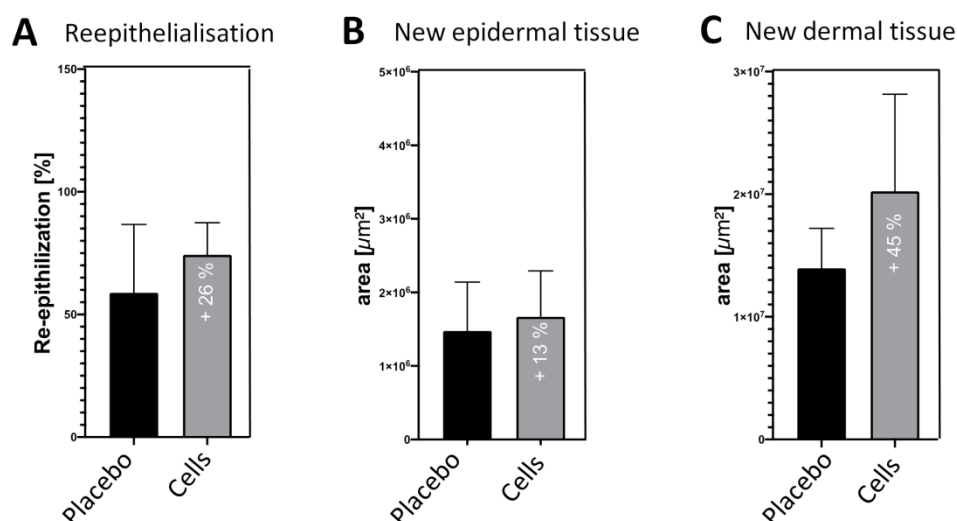 A Reepithelialisation
Re-epithilization [%]
150
100
50
0
+ 26 %
Placebo
Cells
B New epidermal tissue
area [µm²]
5×10⁶
4×10⁶
3×10⁶
2×10⁶
1×10⁶
0
+ 13 %
Placebo
Cells
C New dermal tissue
area [µm²]
3×10⁷
2×10⁷
1×10⁷
0
+ 45 %
Placebo
Cells